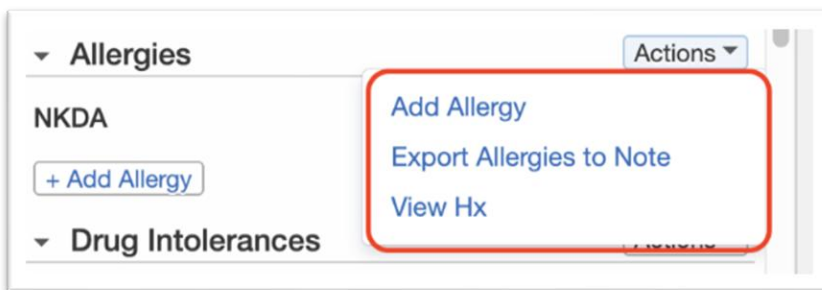 Allergies
Actions
NKDA
Add Allergy
Export Allergies to Note
+ Add Allergy
View Hx
Drug Intolerances